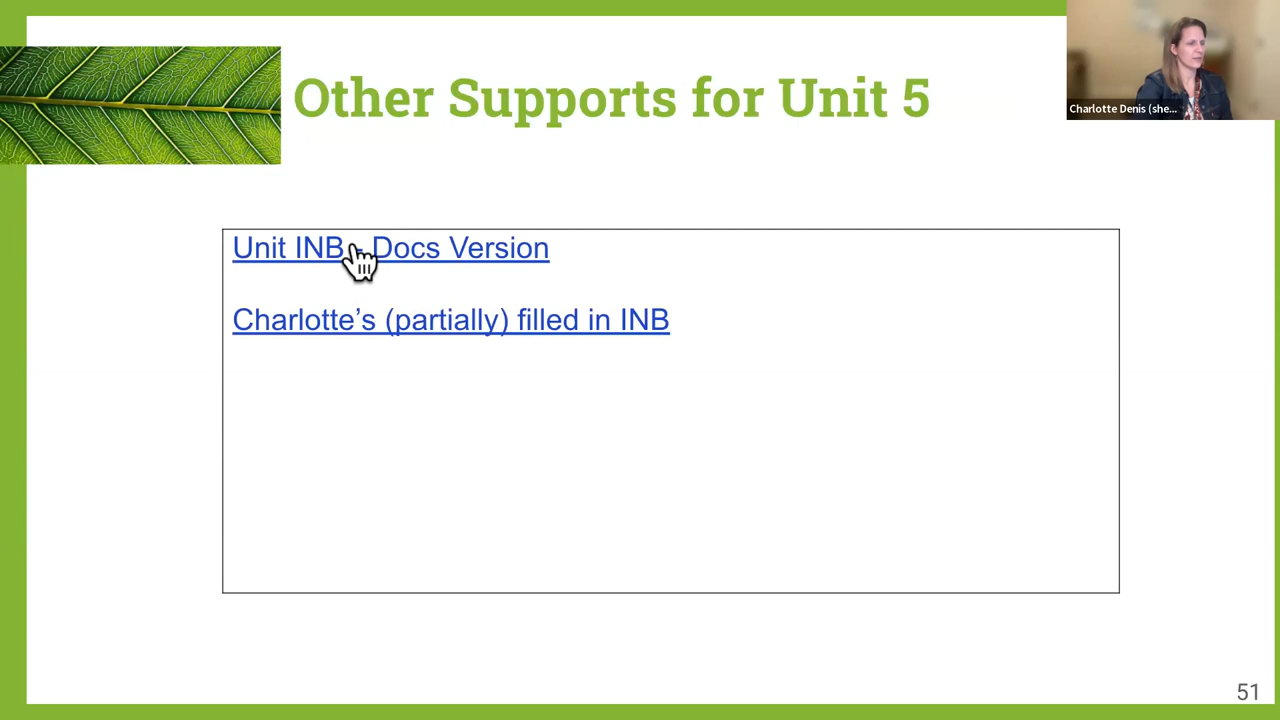 Other Supports for Unit 5
Charlotte Denis (she...
Unit INB - Docs Version
Charlotte’s (partially) filled in INB
51